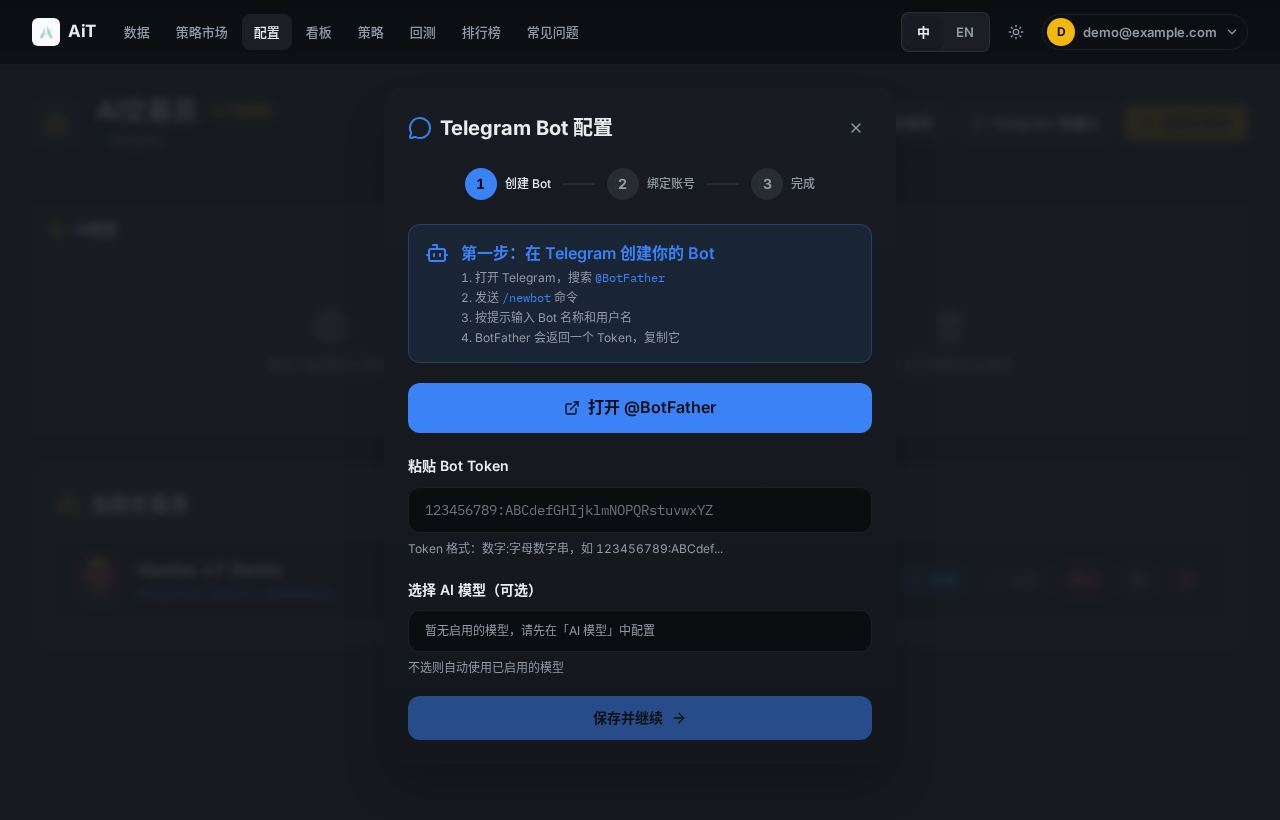 AiT
数据
策略市场
配置
看板
策略
回测
排行榜
常见问题
中
EN
D
demo@example.com
Telegram Bot 配置
1 创建 Bot
2 绑定账号
3 完成
第一步：在 Telegram 创建你的 Bot
1. 打开 Telegram，搜索 @BotFather
2. 发送 /newbot 命令
3. 按提示输入 Bot 名称和用户名
4. BotFather 会返回一个 Token，复制它
打开 @BotFather
粘贴 Bot Token
123456789:ABCdefGHIjklmNOPQRstuvwxYZ
Token 格式：数字:字母数字串，如 123456789:ABCdef...
选择 AI 模型（可选）
暂无启用的模型，请先在「AI 模型」中配置
不选则自动使用已启用的模型
保存并继续